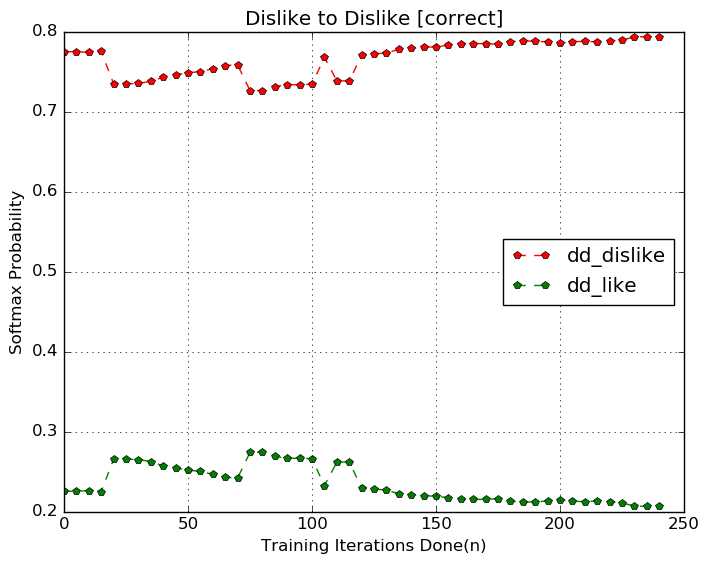 Dislike to Dislike [correct]
0.8
0.7
0.6
0.5
0.4
0.3
0.2
Softmax Probability
dd_dislike
dd_like
0 50 100 150 200 250
Training Iterations Done(n)